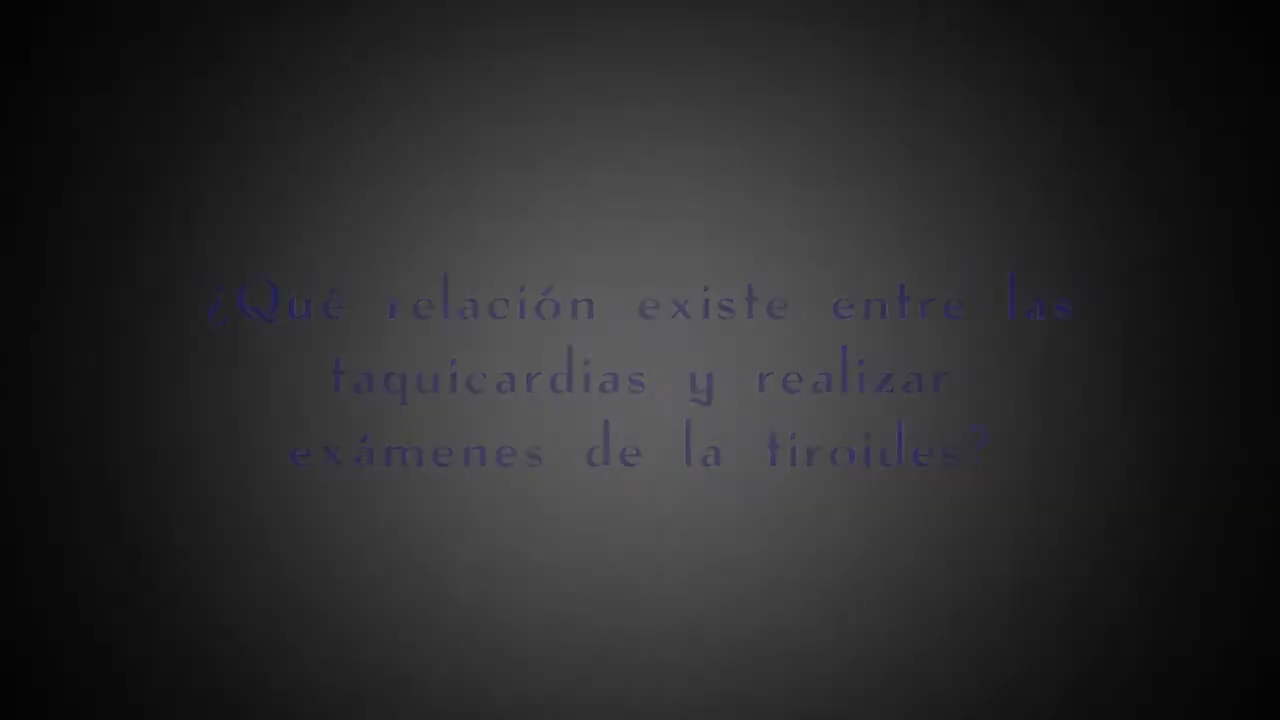 ¿Qué relación existe entre las
taquicardias y realizar
exámenes de la tiroides?